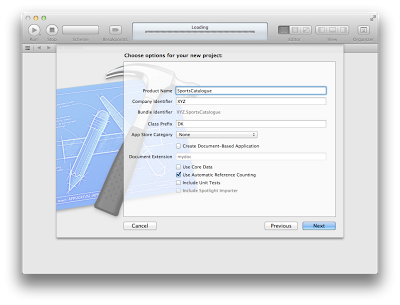 Loading
Run
Stop
Scheme
Breakpoints
Editor
View
Organizer
Choose options for your new project
Product Name
SportsCatalogue
Company Identifier
XYZ
Bundle Identifier
XYZ.SportsCatalogue
Class Prefix
DK
App Store Category
None
Create Document-Based Application
Document Extension
mydoc
Use Core Data
Use Automatic Reference Counting
Include Unit Tests
Include Spotlight Importer
Cancel
Previous
Next